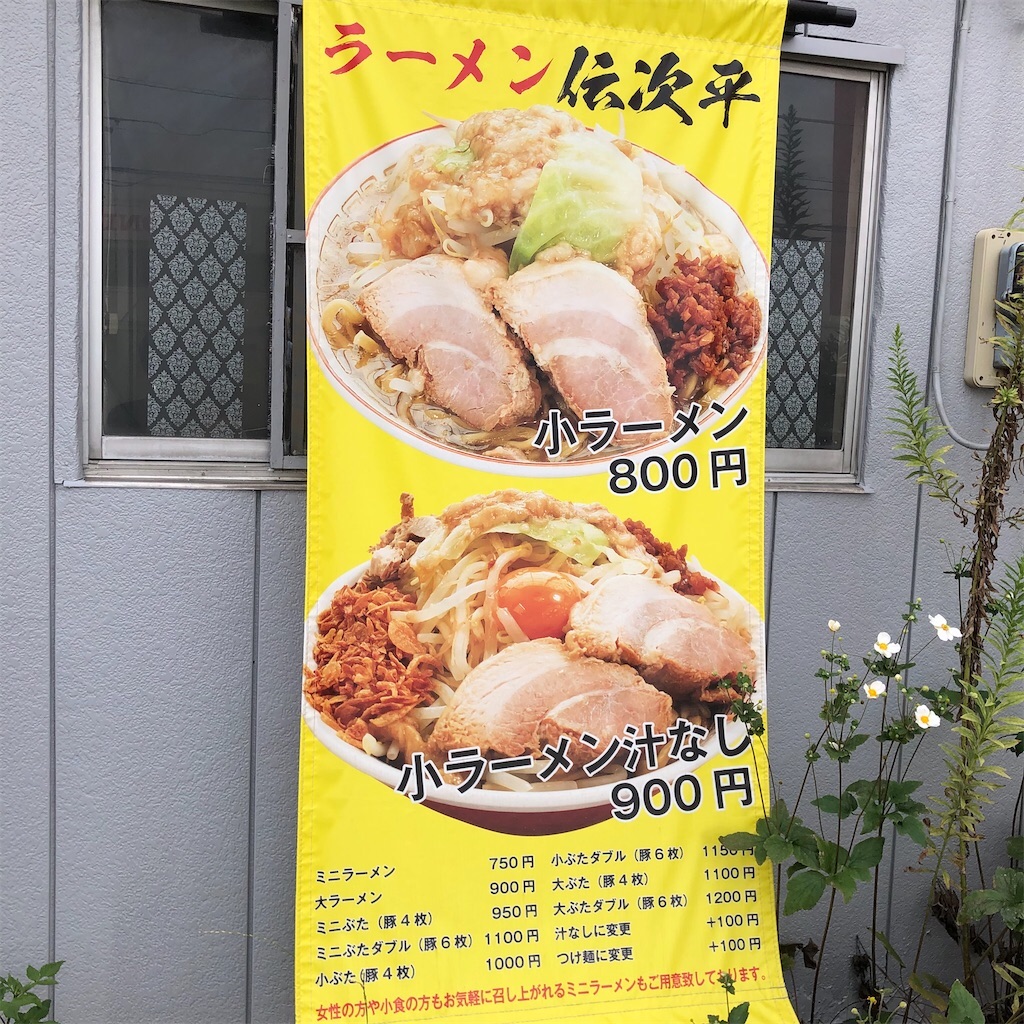 ラーメン 伝次平
小ラーメン
800円
小ラーメン汁なし
900円
ミニラーメン 750円
大ラーメン 900円
ミニぶた（豚４枚） 950円
ミニぶたダブル（豚６枚） 1100円
小ぶた（豚４枚） 1000円
小ぶたダブル（豚６枚） 1150円
大ぶた（豚４枚） 1100円
大ぶたダブル（豚６枚） 1200円
汁なしに変更 +100円
つけ麺に変更 +100円
女性の方や小食の方もお気軽に召し上がれるミニラーメンもご用意致しております。